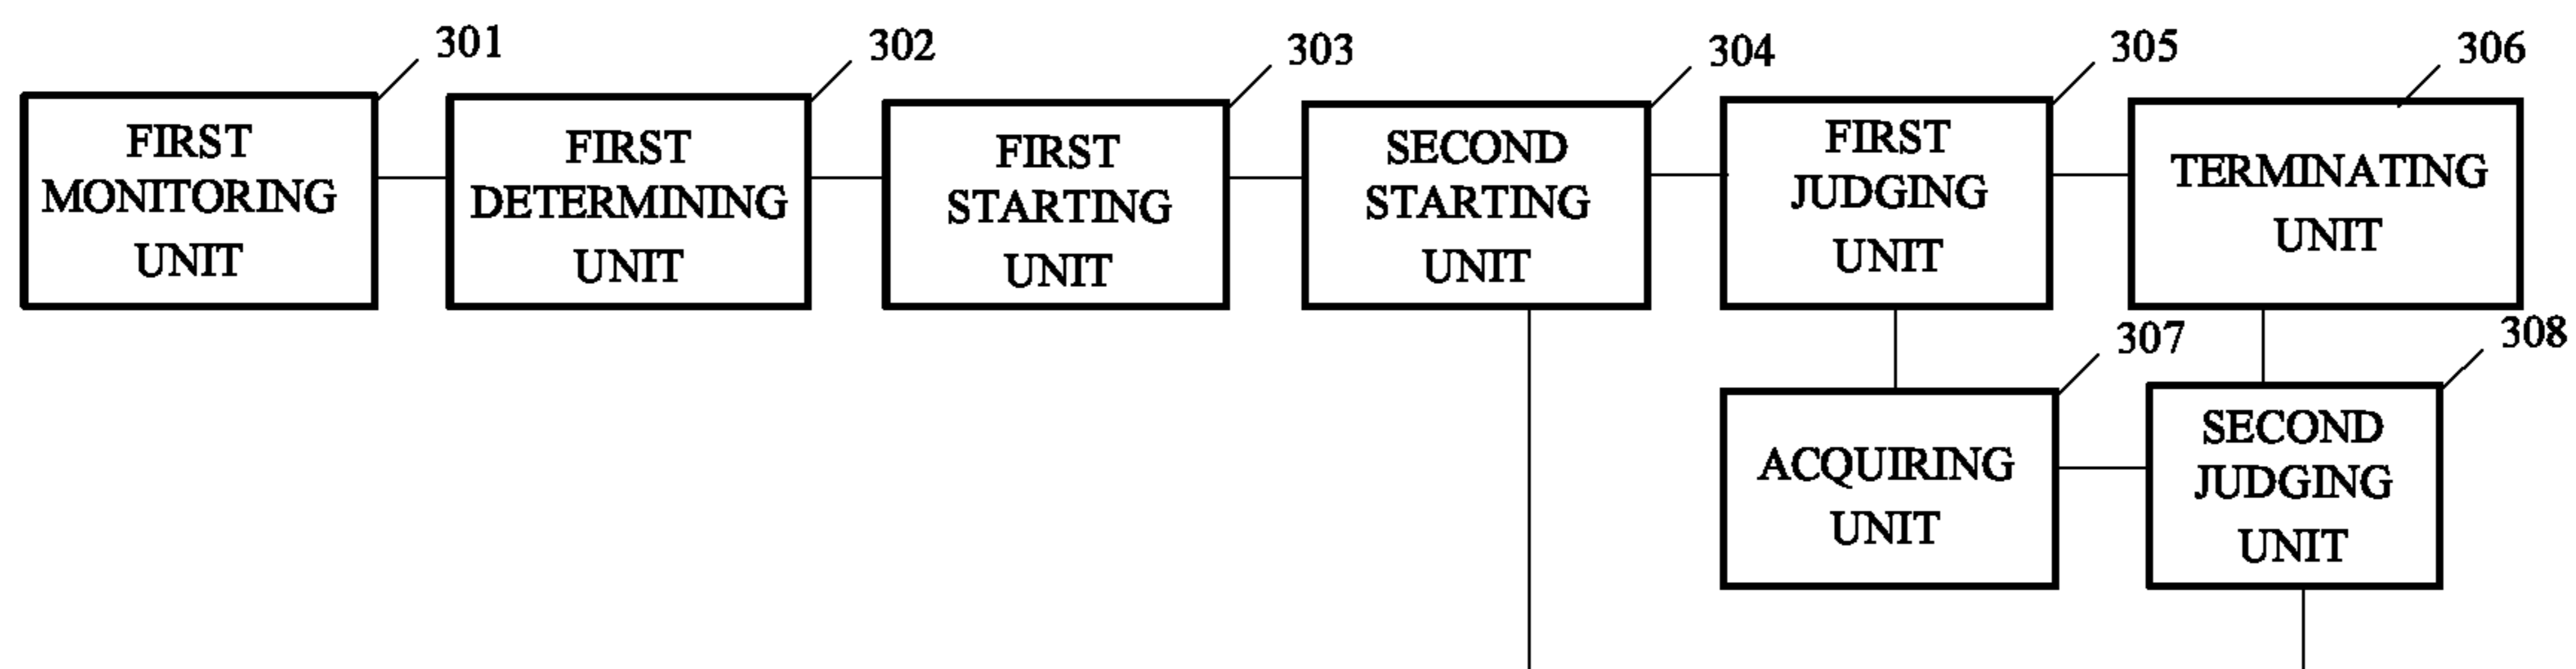 301
302
303
304
305
306
FIRST
MONITORING
UNIT
FIRST
DETERMINING
UNIT
FIRST
STARTING
UNIT
SECOND
STARTING
UNIT
FIRST
JUDGING
UNIT
TERMINATING
UNIT
307
308
ACQUIRING
UNIT
SECOND
JUDGING
UNIT